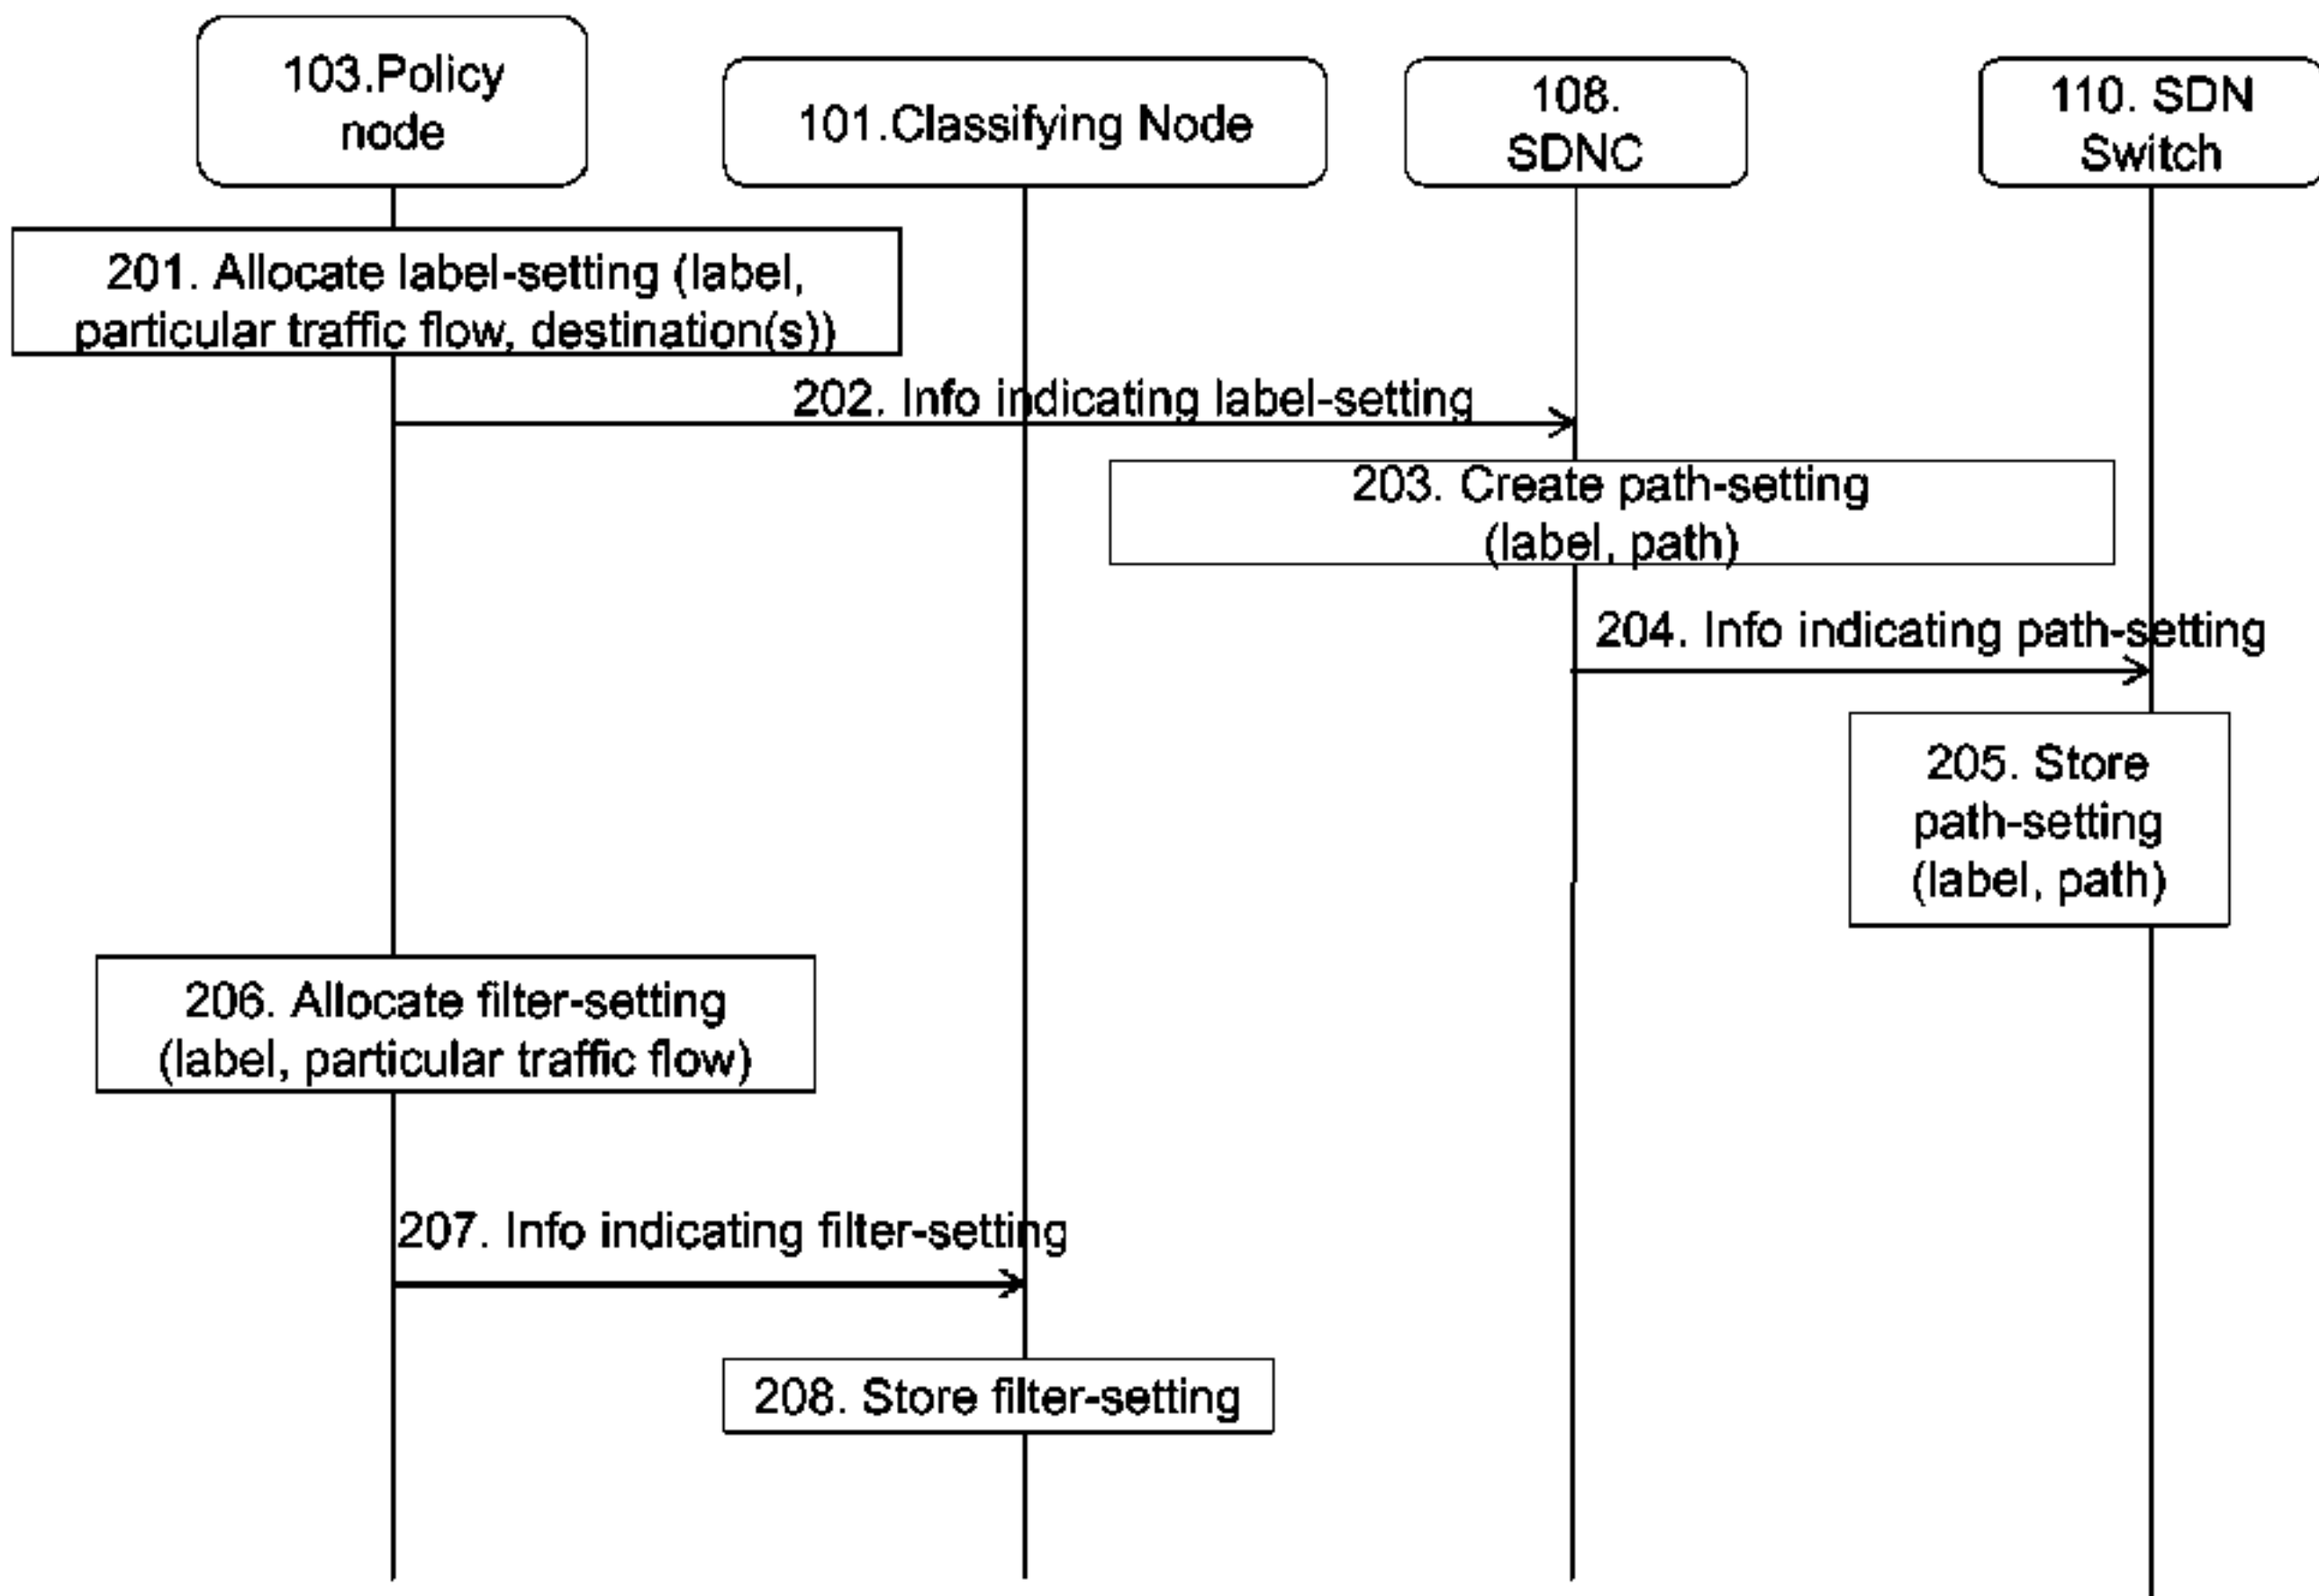 103.Policy
node
101.Classifying Node
108.
SDNC
110. SDN
Switch
201. Allocate label-setting (label,
particular traffic flow, destination(s))
202. Info indicating label-setting
203. Create path-setting
(label, path)
204. Info indicating path-setting
205. Store
path-setting
(label, path)
206. Allocate filter-setting
(label, particular traffic flow)
207. Info indicating filter-setting
208. Store filter-setting